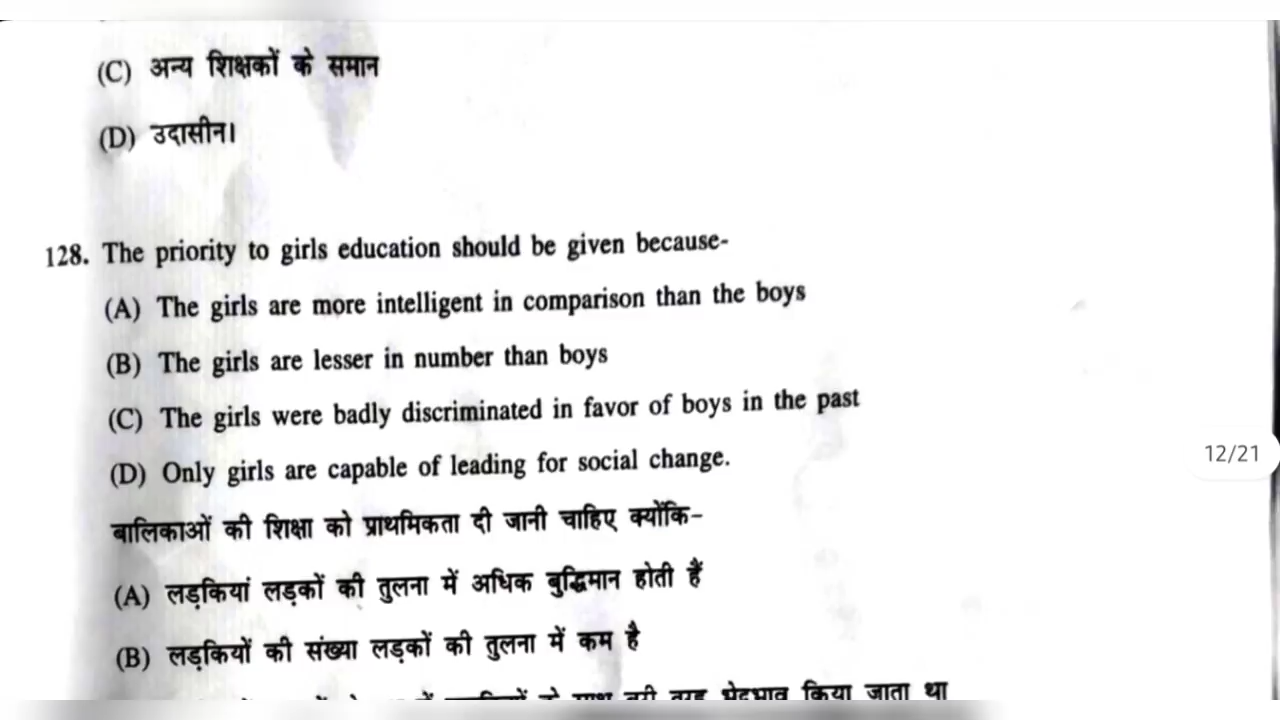 (C) अन्य शिक्षकों के समान
(D) उदासीन।
128. The priority to girls education should be given because-
(A) The girls are more intelligent in comparison than the boys
(B) The girls are lesser in number than boys
(C) The girls were badly discriminated in favor of boys in the past
12/21
(D) Only girls are capable of leading for social change.
बालिकाओं की शिक्षा को प्राथमिकता दी जानी चाहिए क्योंकि-
(A) लड़कियां लड़कों की तुलना में अधिक बुद्धिमान होती हैं
(B) लड़कियों की संख्या लड़कों की तुलना में कम है
भेदभाव किया जाता था